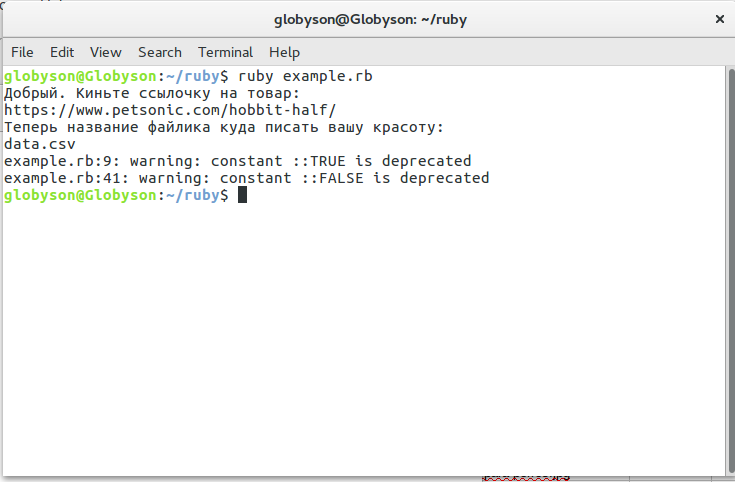 globyson@Globyson: ~/ruby
File Edit View Search Terminal Help
globyson@Globyson:~/ruby$ ruby example.rb
Добрый. Киньте ссылочку на товар:
https://www.petsonic.com/hobbit-half/
Теперь название файлика куда писать вашу красоту:
data.csv
example.rb:9: warning: constant ::TRUE is deprecated
example.rb:41: warning: constant ::FALSE is deprecated
globyson@Globyson:~/ruby$